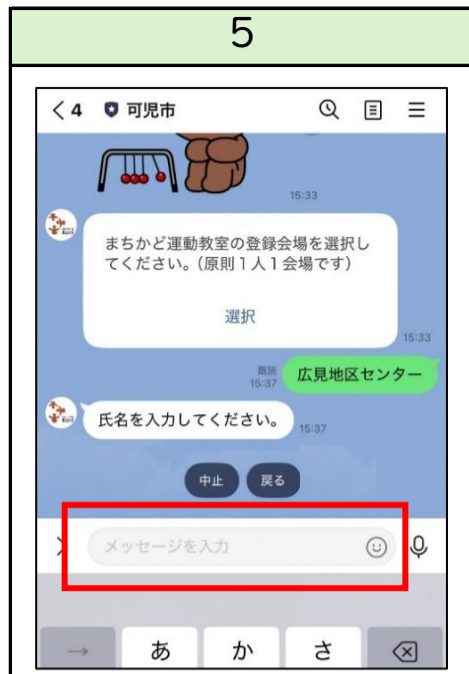 5
4 可児市
15:33
まちかど運動教室の登録会場を選択し
てください。（原則１人１会場です）
選択
15:33
既読
15:37
広見地区センター
氏名を入力してください。
15:37
中止 戻る
メッセージを入力
→ あ か さ